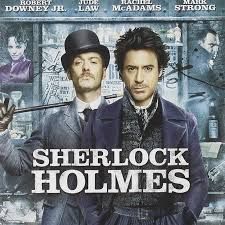 ROBERT DOWNEY JR. JUDE LAW RACHEL McADAMS MARK STRONG
SHERLOCK
HOLMES